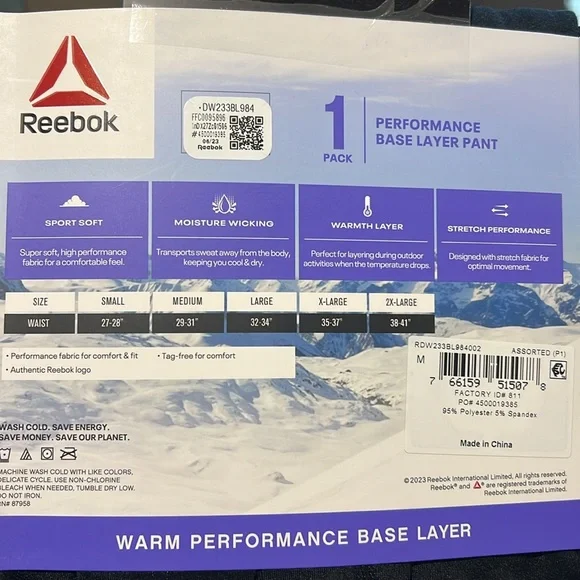 Reebok
• DW233BL984
06/23
Reebok
1
PACK
PERFORMANCE
BASE LAYER PANT
SPORT SOFT
Super soft, high performance
fabric for a comfortable feel.
MOISTURE WICKING
Transports sweat away from the body,
keeping you cool & dry.
WARMTH LAYER
Perfect for layering during outdoor
activities when the temperature drops.
STRETCH PERFORMANCE
Designed with stretch fabric for
optimal movement.
SIZE SMALL MEDIUM LARGE X-LARGE 2X-LARGE
WAIST 27-28" 29-31" 32-34" 35-37" 38-41"
• Performance fabric for comfort & fit • Tag-free for comfort
• Authentic Reebok logo
RDW233BL984002 ASSORTED (P1)
M
7 66159 51507 8
FACTORY ID# 811
PO# 4500019385
95% Polyester 5% Spandex
Made in China
WASH COLD. SAVE ENERGY.
SAVE MONEY. SAVE OUR PLANET.
MACHINE WASH COLD WITH LIKE COLORS,
DELICATE CYCLE. USE NON-CHLORINE
BLEACH WHEN NEEDED, TUMBLE DRY LOW.
DO NOT IRON.
RN# 87958
© 2023 Reebok International Limited, All rights reserved.
Reebok® and ® are registered trademarks of
Reebok International Limited.
WARM PERFORMANCE BASE LAYER